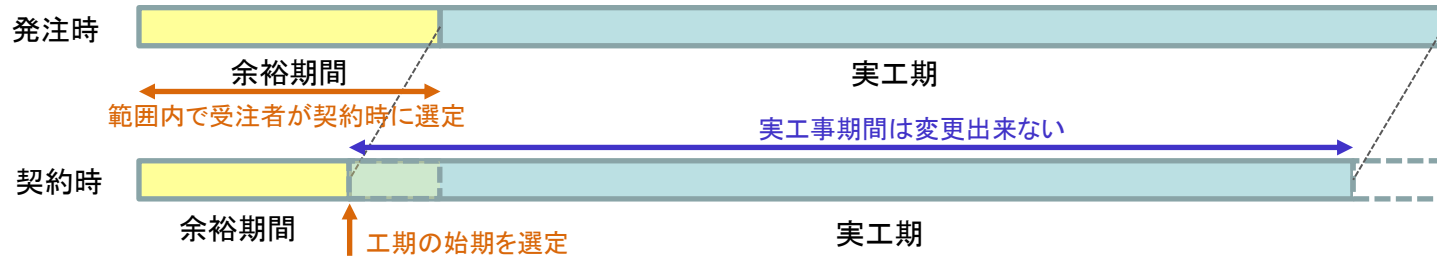 発注時
余裕期間
実工期
範囲内で受注者が契約時に選定
実工事期間は変更出来ない
契約時
余裕期間
工期の始期を選定
実工期